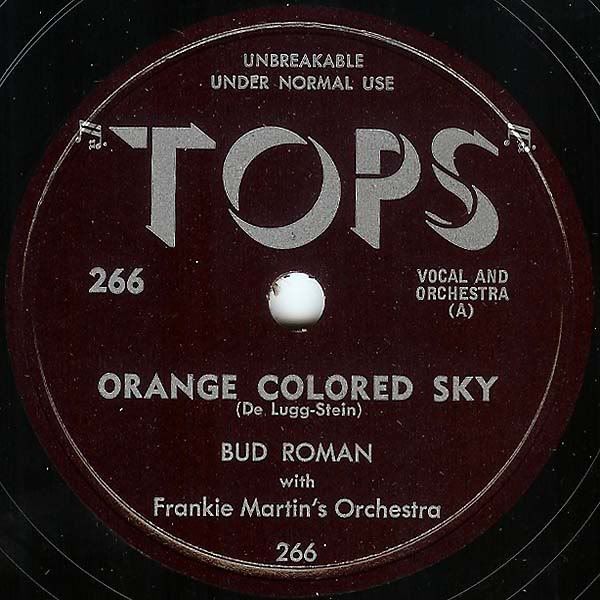 UNBREAKABLE
UNDER NORMAL USE
TOPS
266
VOCAL AND
ORCHESTRA
(A)
ORANGE COLORED SKY
(De Lugg-Stein)
BUD ROMAN
with
Frankie Martin's Orchestra
266